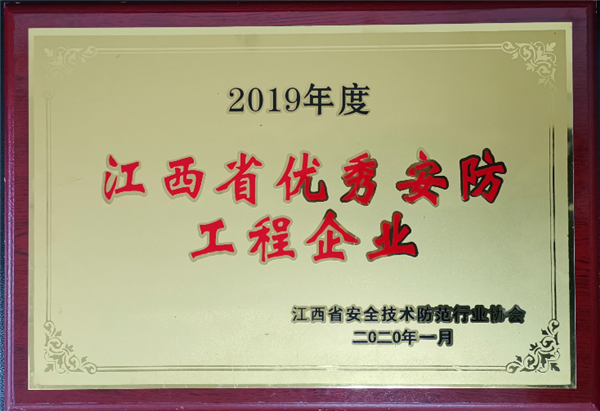 2019年度
江西省优秀安防
工程企业
江西省安全技术防范行业协会
二〇二〇年一月